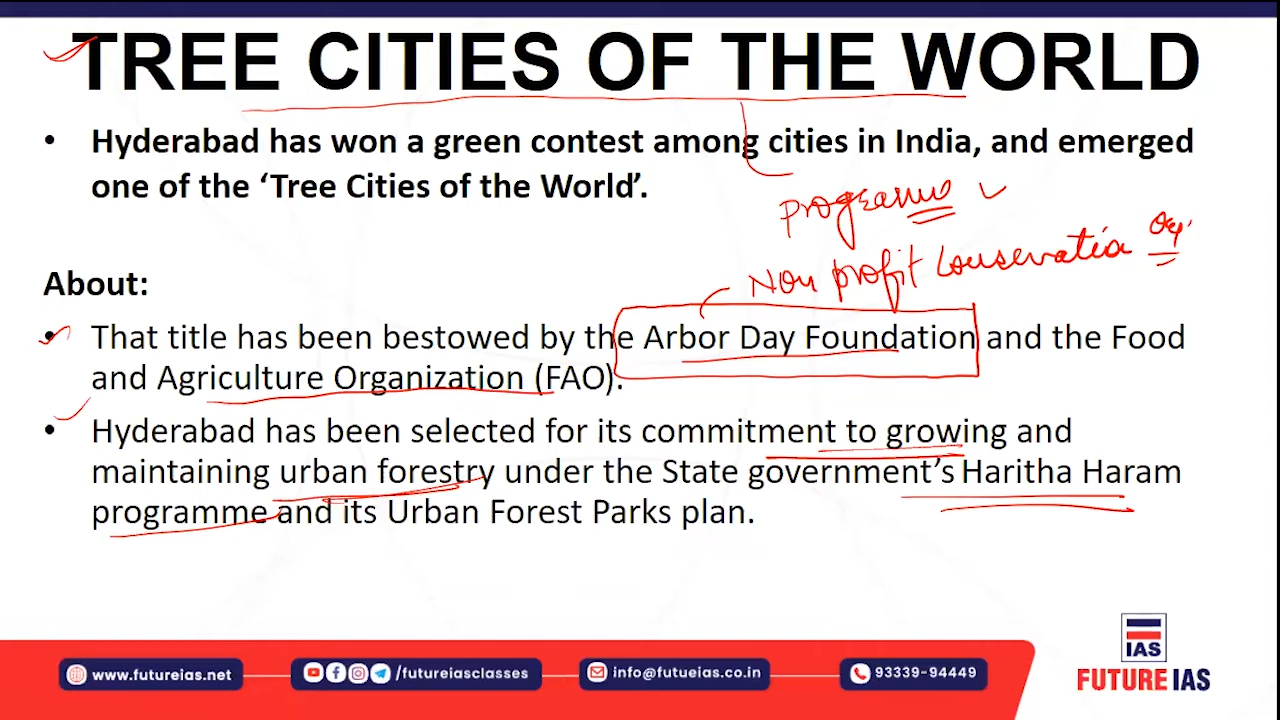 TREE CITIES OF THE WORLD
• Hyderabad has won a green contest among cities in India, and emerged
one of the ‘Tree Cities of the World’.
Programme
Non profit Conservation Org.
About:
• That title has been bestowed by the Arbor Day Foundation and the Food
and Agriculture Organization (FAO).
• Hyderabad has been selected for its commitment to growing and
maintaining urban forestry under the State government’s Haritha Haram
programme and its Urban Forest Parks plan.
www.futureias.net
/futureiasclasses
info@futueias.co.in
93339-94449
IAS
FUTURE IAS